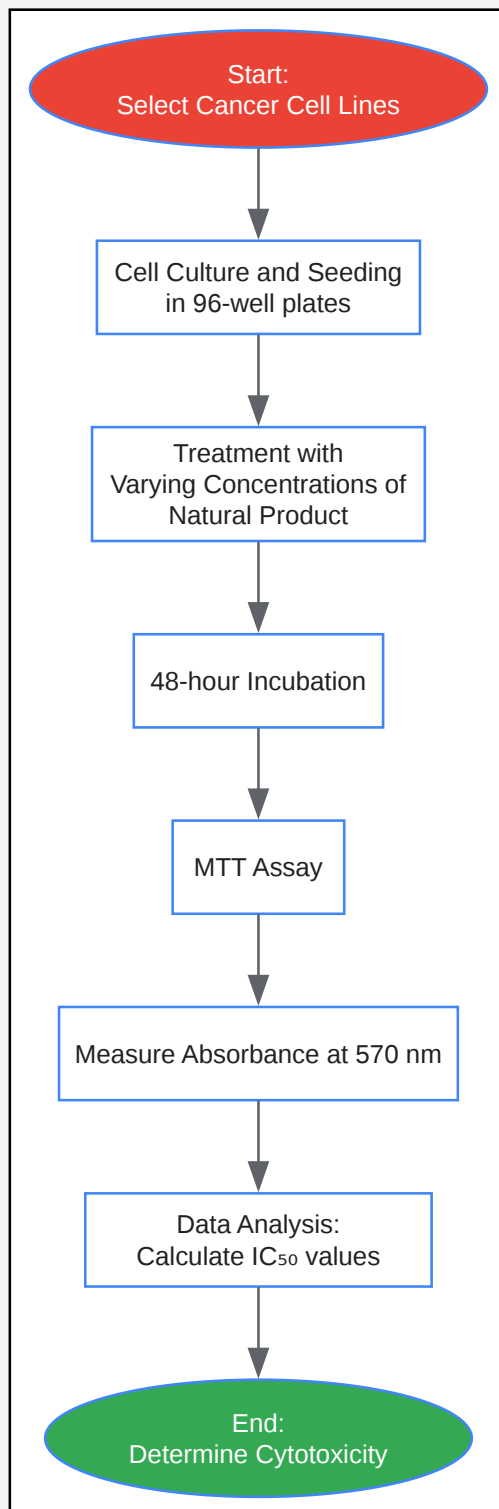 Start:
Select Cancer Cell Lines
Cell Culture and Seeding
in 96-well plates
Treatment with
Varying Concentrations of
Natural Product
48-hour Incubation
MTT Assay
Measure Absorbance at 570 nm
Data Analysis:
Calculate IC₅₀ values
End:
Determine Cytotoxicity